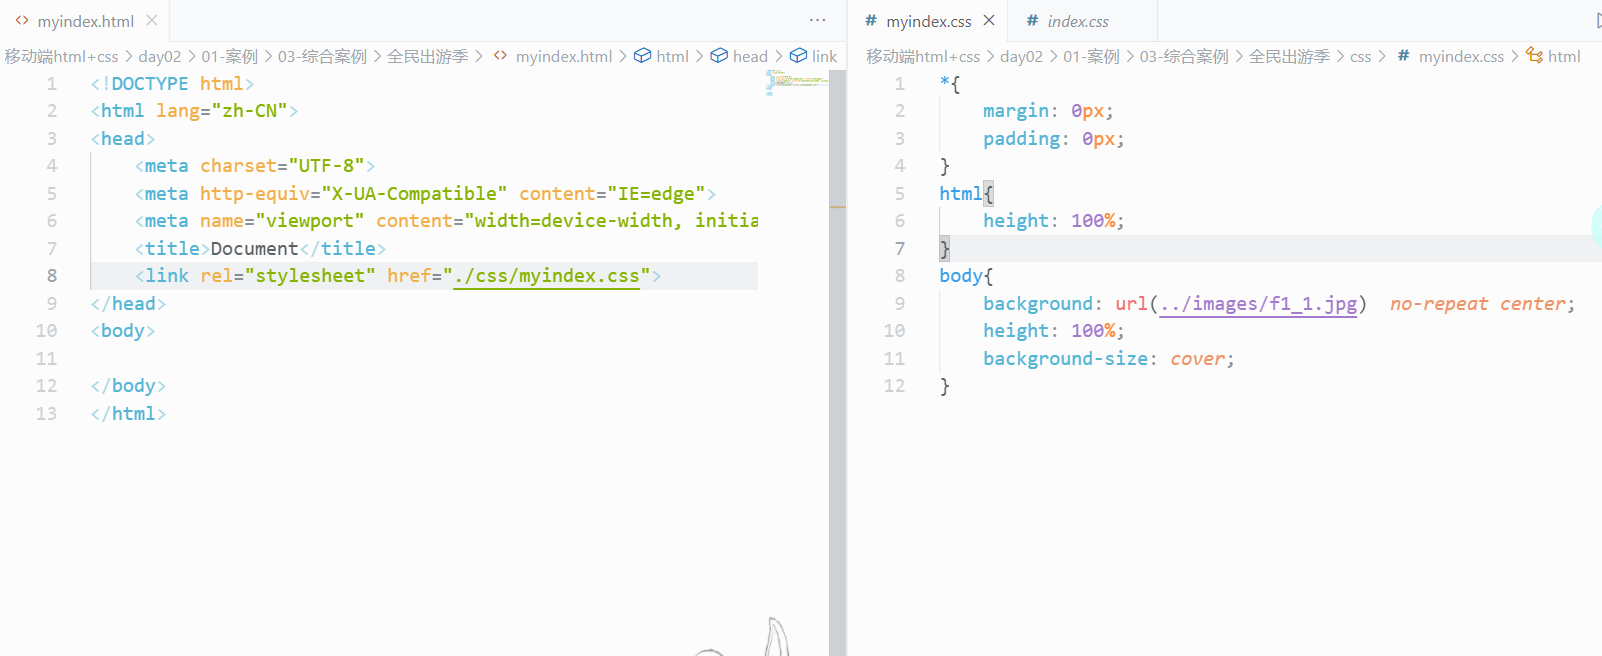 myindex.html
移动端html+css > day02 > 01-案例 > 03-综合案例 > 全民出游季 > myindex.html > html > head > link
1 <!DOCTYPE html>
2 <html lang="zh-CN">
3 <head>
4 <meta charset="UTF-8">
5 <meta http-equiv="X-UA-Compatible" content="IE=edge">
6 <meta name="viewport" content="width=device-width, initia
7 <title>Document</title>
8 <link rel="stylesheet" href="./css/myindex.css">
9 </head>
10 <body>
11
12 </body>
13 </html>
# myindex.css
# index.css
移动端html+css > day02 > 01-案例 > 03-综合案例 > 全民出游季 > css > # myindex.css > html
1 *{
2 margin: 0px;
3 padding: 0px;
4 }
5 html{
6 height: 100%;
7 }
8 body{
9 background: url(../images/f1_1.jpg) no-repeat center;
10 height: 100%;
11 background-size: cover;
12 }